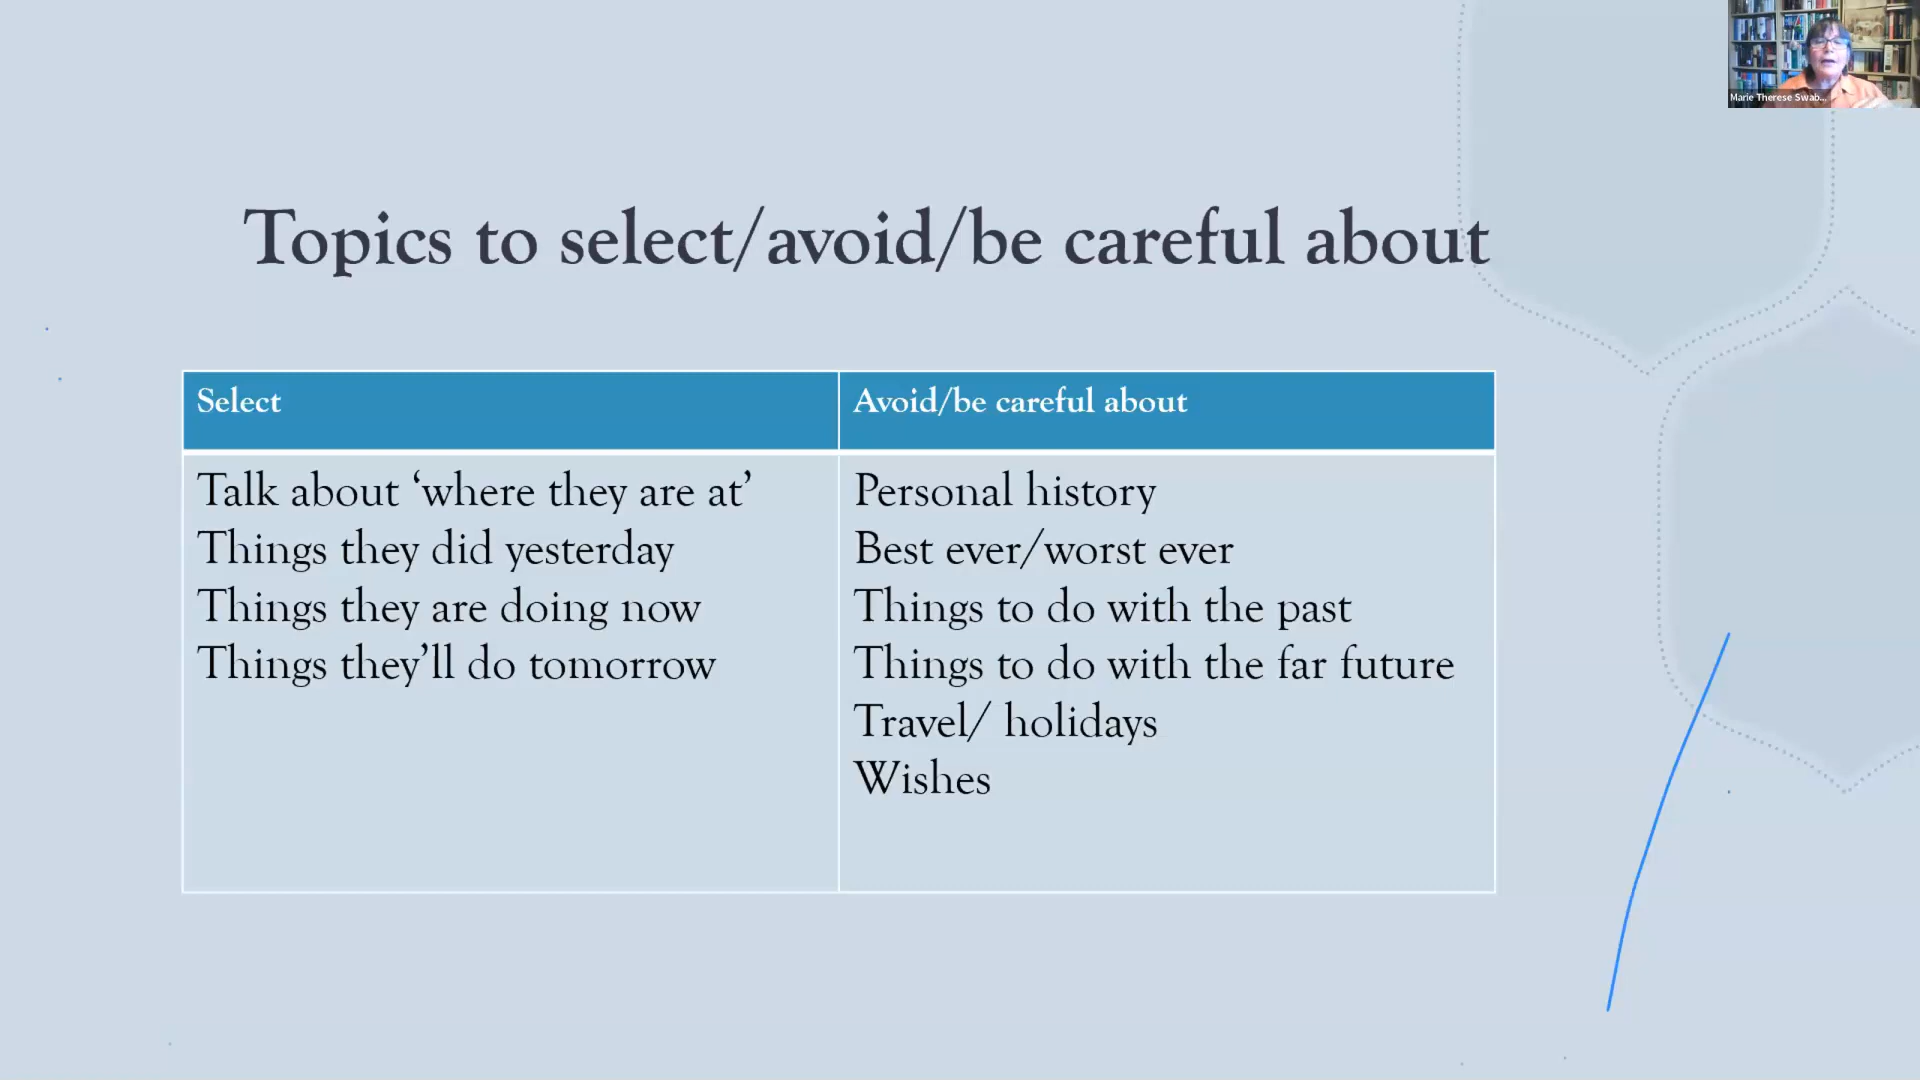 Marie Therese Swab...
Topics to select/avoid/be careful about
Select
Avoid/be careful about
Talk about ‘where they are at’
Things they did yesterday
Things they are doing now
Things they’ll do tomorrow
Personal history
Best ever/worst ever
Things to do with the past
Things to do with the far future
Travel/ holidays
Wishes